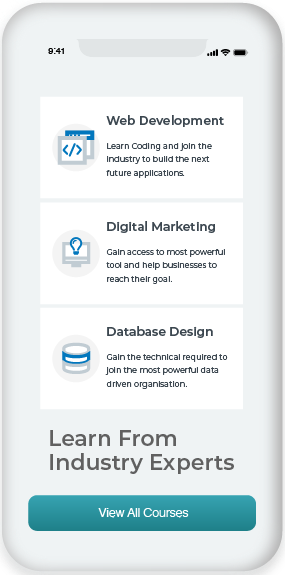 9:41
Web Development
Learn Coding and join the
industry to build the next
future applications.
Digital Marketing
Gain access to most powerful
tool and help businesses to
reach their goal.
Database Design
Gain the technical required to
join the most powerful data
driven organisation.
Learn From
Industry Experts
View All Courses